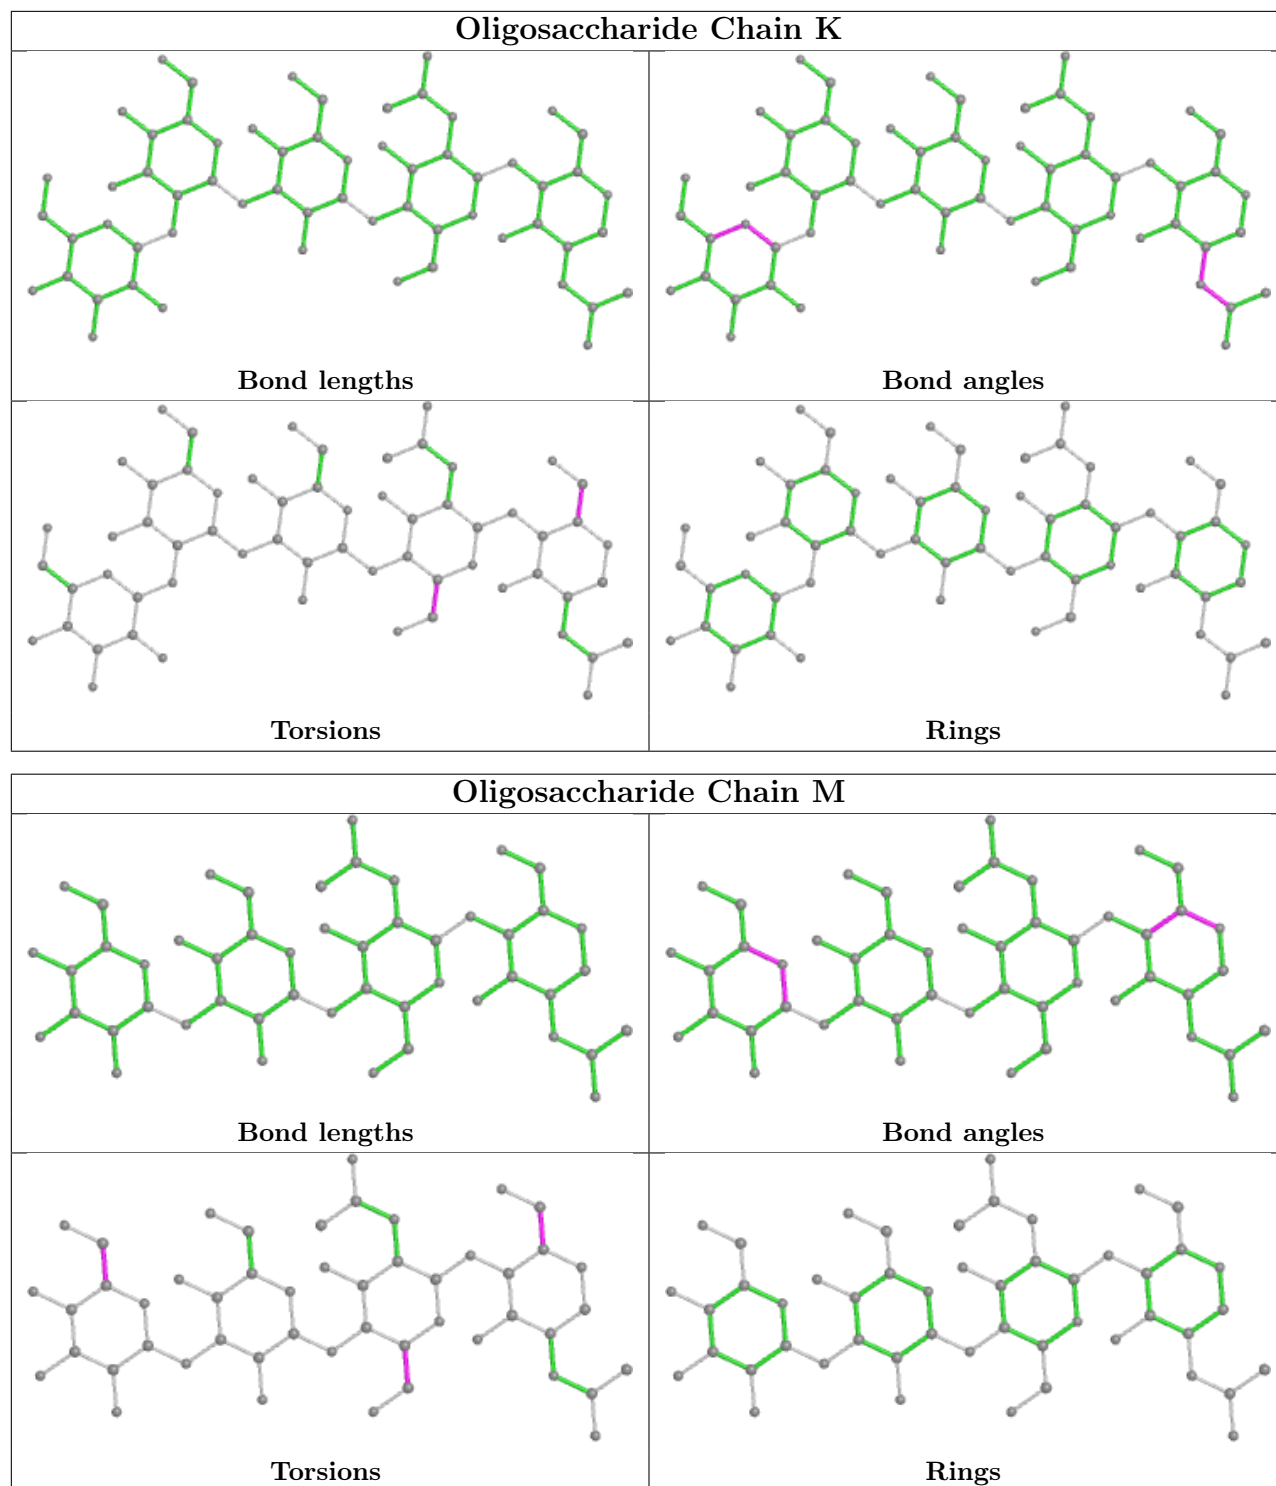 Oligosaccharide Chain K
Bond lengths
Bond angles
Torsions
Rings
Oligosaccharide Chain M
Bond lengths
Bond angles
Torsions
Rings